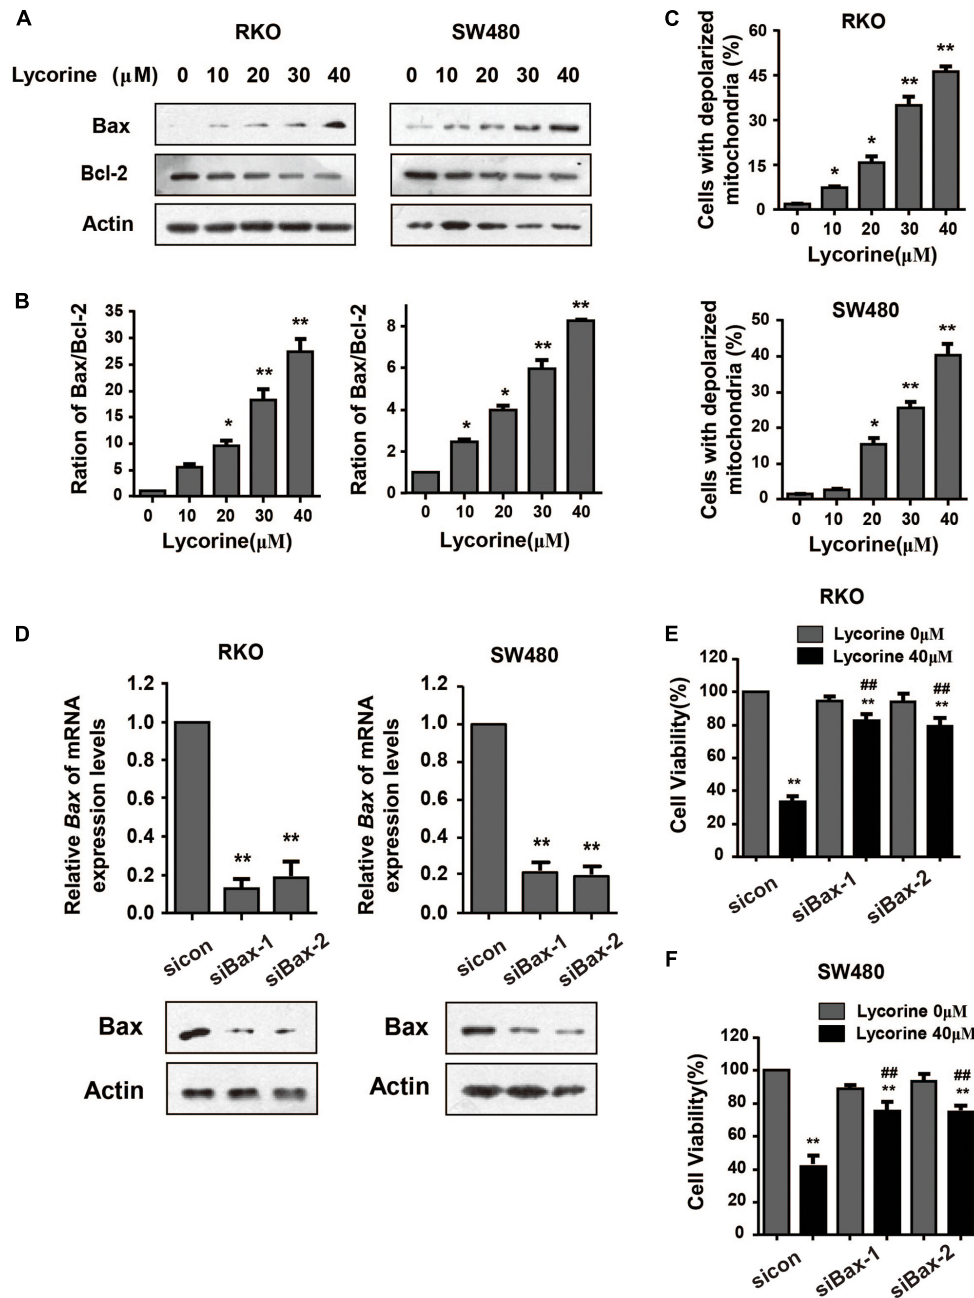 A
RKO
SW480
Lycorine (μM) 0 10 20 30 40 0 10 20 30 40
Bax
Bcl-2
Actin
B
Ration of Bax/Bcl-2
35
30
25
20
15
10
5
0
0 10 20 30 40
Lycorine(μM)
* ** **
Ration of Bax/Bcl-2
8
6
4
2
0
0 10 20 30 40
Lycorine(μM)
* * ** **
C
RKO
Cells with depolarized
mitochondria (%)
60
45
30
15
0
* * ** **
0 10 20 30 40
Lycorine(μM)
SW480
Cells with depolarized
mitochondria (%)
50
40
30
20
10
0
* ** **
0 10 20 30 40
Lycorine(μM)
D
RKO
Relative Bax of mRNA
expression levels
1.2
1.0
0.8
0.6
0.4
0.2
0.0
** **
sicon siBax-1 siBax-2
Bax
Actin
SW480
Relative Bax of mRNA
expression levels
1.2
1.0
0.8
0.6
0.4
0.2
0.0
** **
sicon siBax-1 siBax-2
Bax
Actin
RKO
E
Lycorine 0μM
Lycorine 40μM
Cell Viability(%)
120
100
80
60
40
20
0
## ##
** ** **
sicon siBax-1 siBax-2
F
SW480
Lycorine 0μM
Lycorine 40μM
Cell Viability(%)
120
100
80
60
40
20
0
## ##
** ** **
sicon siBax-1 siBax-2